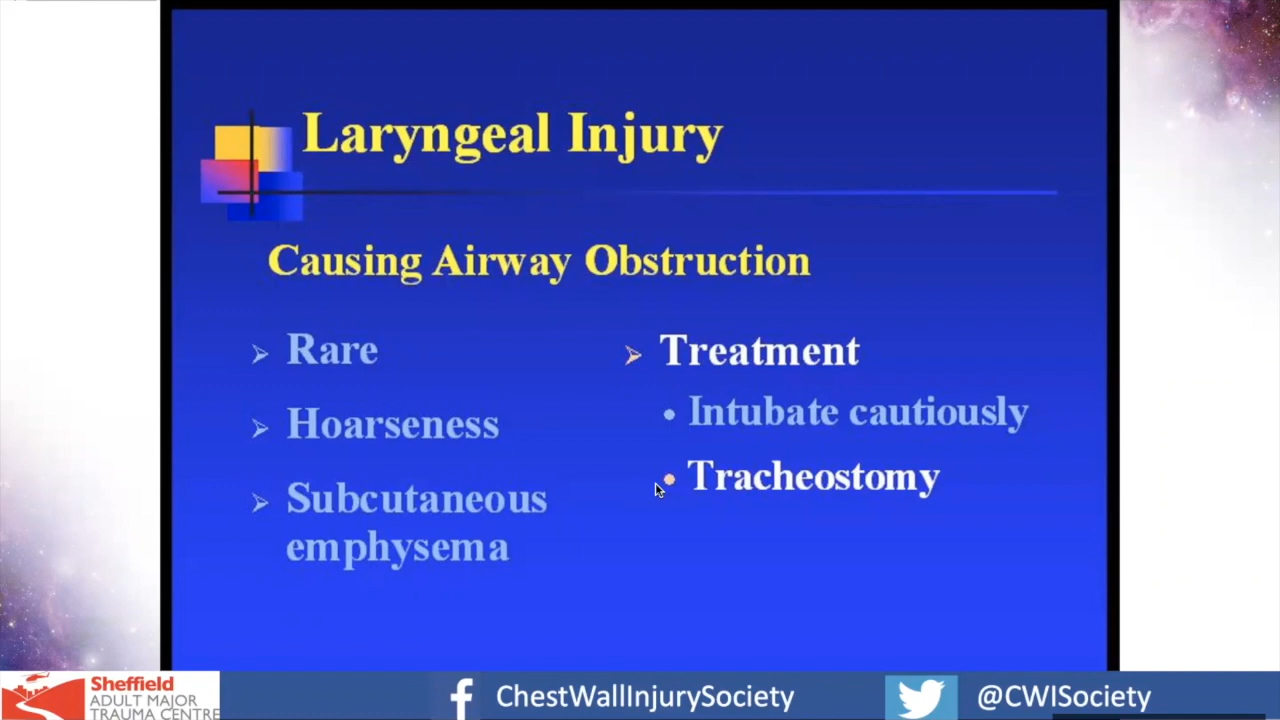 Laryngeal Injury
Causing Airway Obstruction
Rare
Hoarseness
Subcutaneous
emphysema
Treatment
Intubate cautiously
Tracheostomy
Sheffield
ADULT MAJOR
TRAUMA CENTRE
ChestWallInjurySociety
@CWISociety